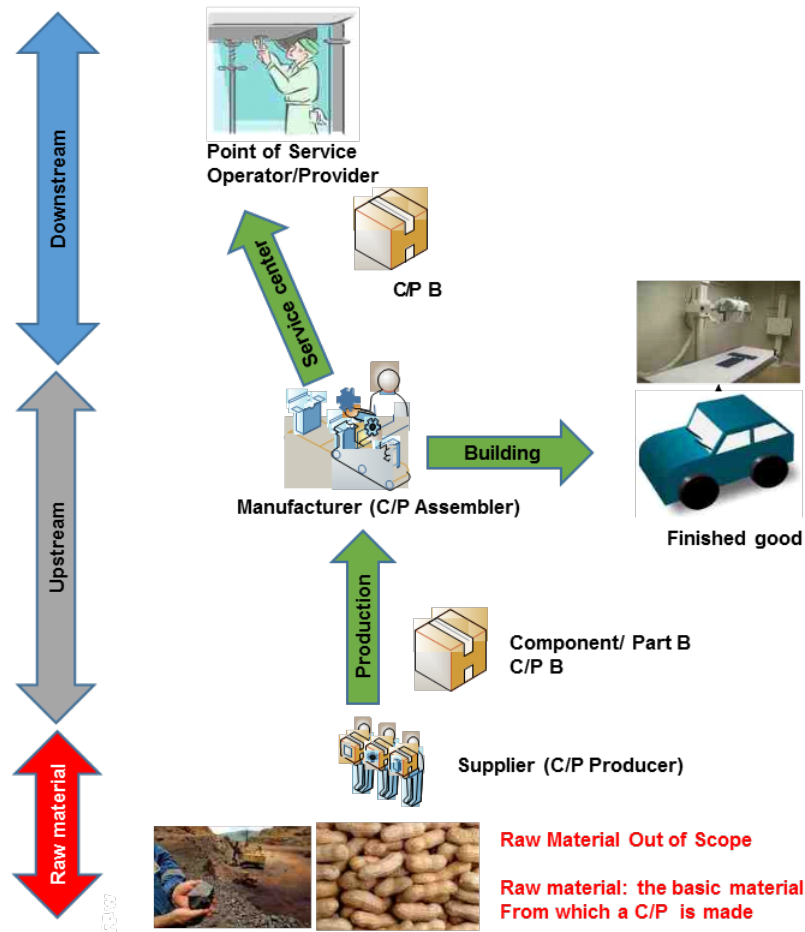 Downstream
Point of Service
Operator/Provider
Service center
C/P B
Upstream
Building
Manufacturer (C/P Assembler)
Finished good
Production
Component/ Part B
C/P B
Supplier (C/P Producer)
Raw material
Raw Material Out of Scope
Raw material: the basic material
From which a C/P is made